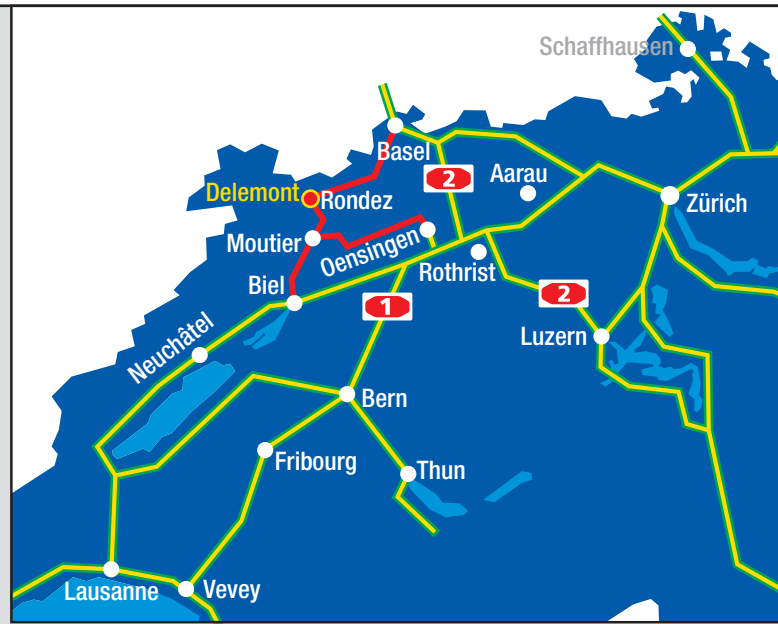 Schaffhausen
Basel
2
Aarau
Delemont
Rondez
Zürich
Moutier
Oensingen
Rothrist
Biel
2
1
Luzern
Neuchâtel
Bern
Fribourg
Thun
Lausanne
Vevey